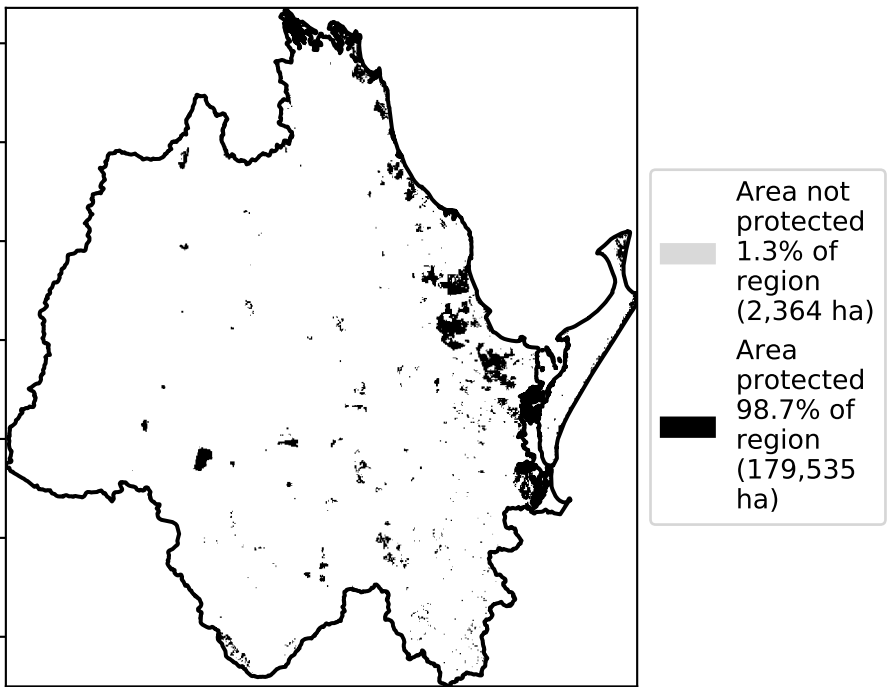 Area not
protected
1.3% of
region
(2,364 ha)
Area
protected
98.7% of
region
(179,535
ha)